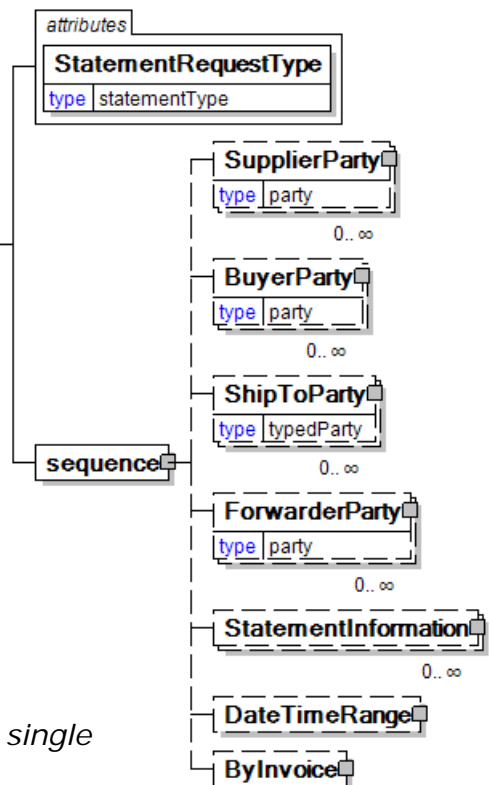 attributes
StatementRequestType
type statementType
SupplierParty
type party
0.. ∞
BuyerParty
type party
0.. ∞
ShipToParty
type typedParty
0.. ∞
sequence
ForwarderParty
type party
0.. ∞
StatementInformation
0.. ∞
DateTimeRange
single
ByInvoice